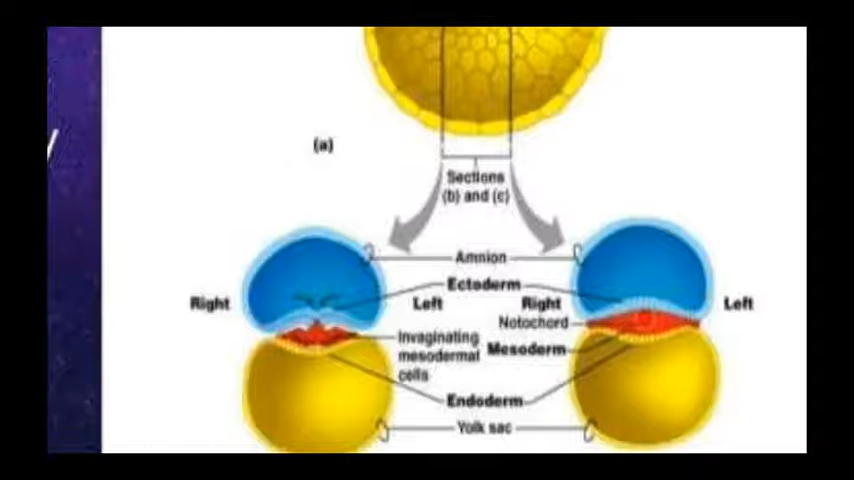 (a)
Sections
(b) and (c)
Amnion
Ectoderm
Right
Left
Right
Left
Notochord
Invaginating
mesodermal
cells
Mesoderm
Endoderm
Yolk sac